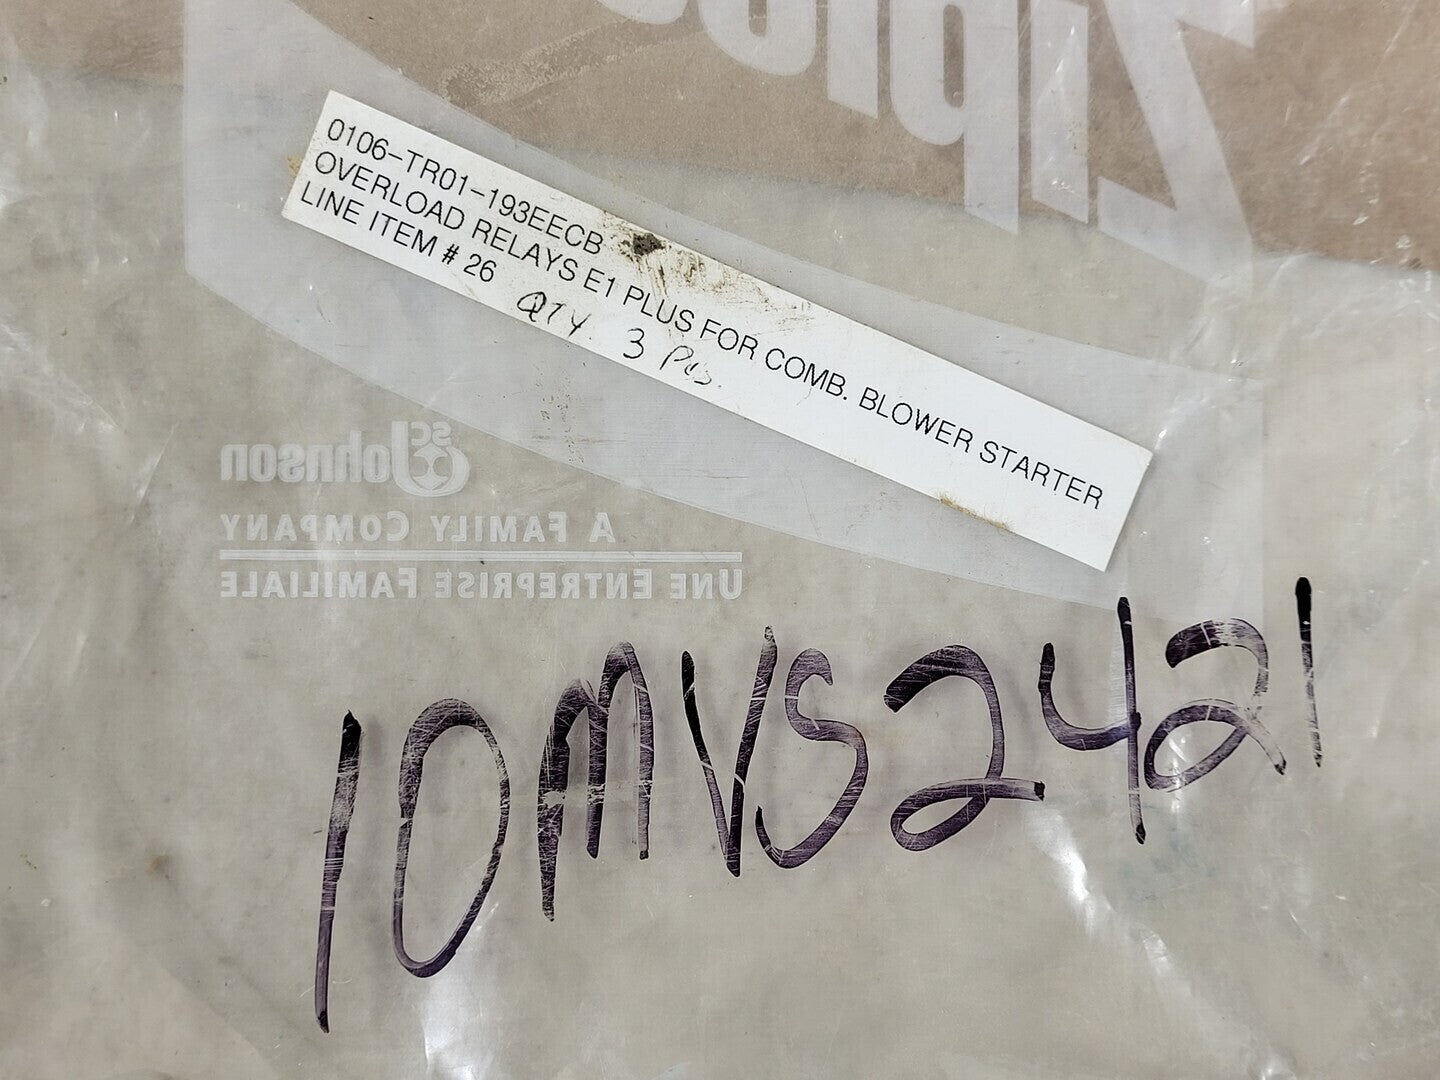 Ziploc
0106-TR01-193EECB
OVERLOAD RELAYS E1 PLUS FOR COMB. BLOWER STARTER
LINE ITEM # 26 QTY. 3 Pcs.
SC
Johnson
A FAMILY COMPANY
UNE ENTREPRISE FAMILIALE
10MVS2421